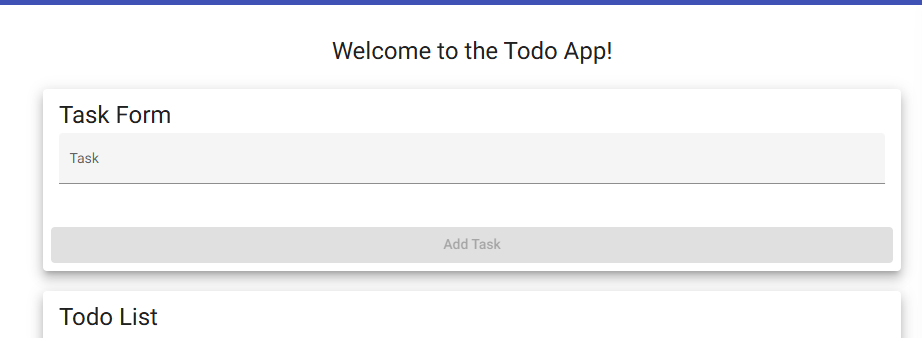 Welcome to the Todo App!
Task Form
Task
Add Task
Todo List